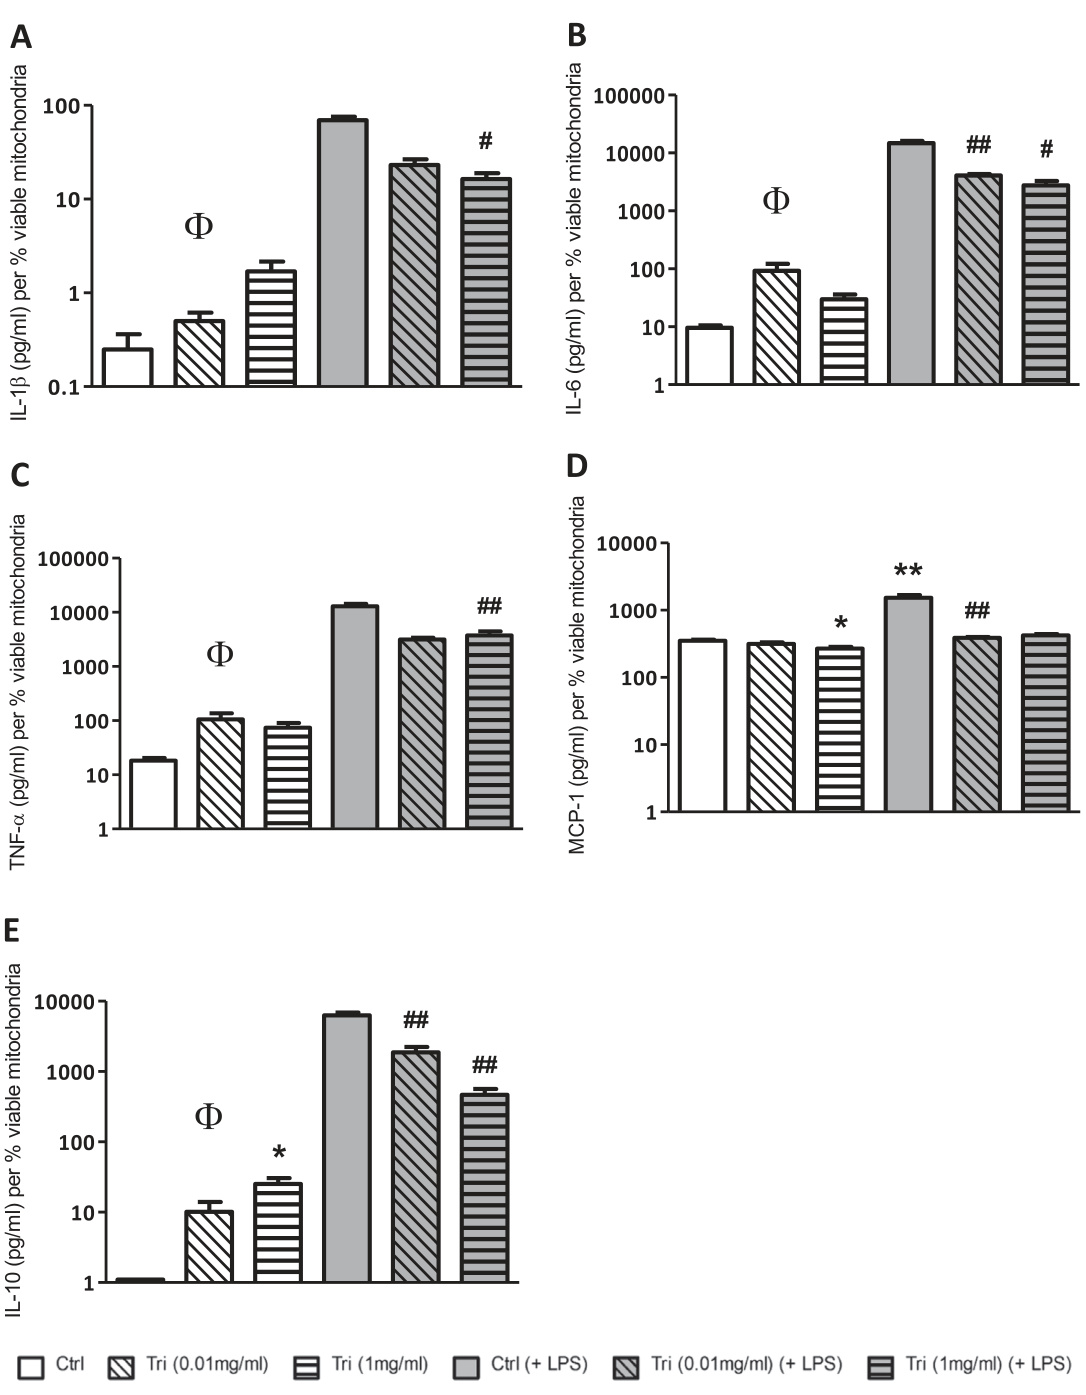 A
IL-1β (pg/ml) per % viable mitochondria
100
10
1
0.1
Φ
#
B
IL-6 (pg/ml) per % viable mitochondria
100000
10000
1000
100
10
1
Φ
##
#
C
TNF-α (pg/ml) per % viable mitochondria
100000
10000
1000
100
10
1
Φ
##
D
MCP-1 (pg/ml) per % viable mitochondria
10000
1000
100
10
1
*
**
##
E
IL-10 (pg/ml) per % viable mitochondria
10000
1000
100
10
1
Φ
*
##
##
Ctrl Tri (0.01mg/ml) Tri (1mg/ml) Ctrl (+ LPS) Tri (0.01mg/ml) (+ LPS) Tri (1mg/ml) (+ LPS)